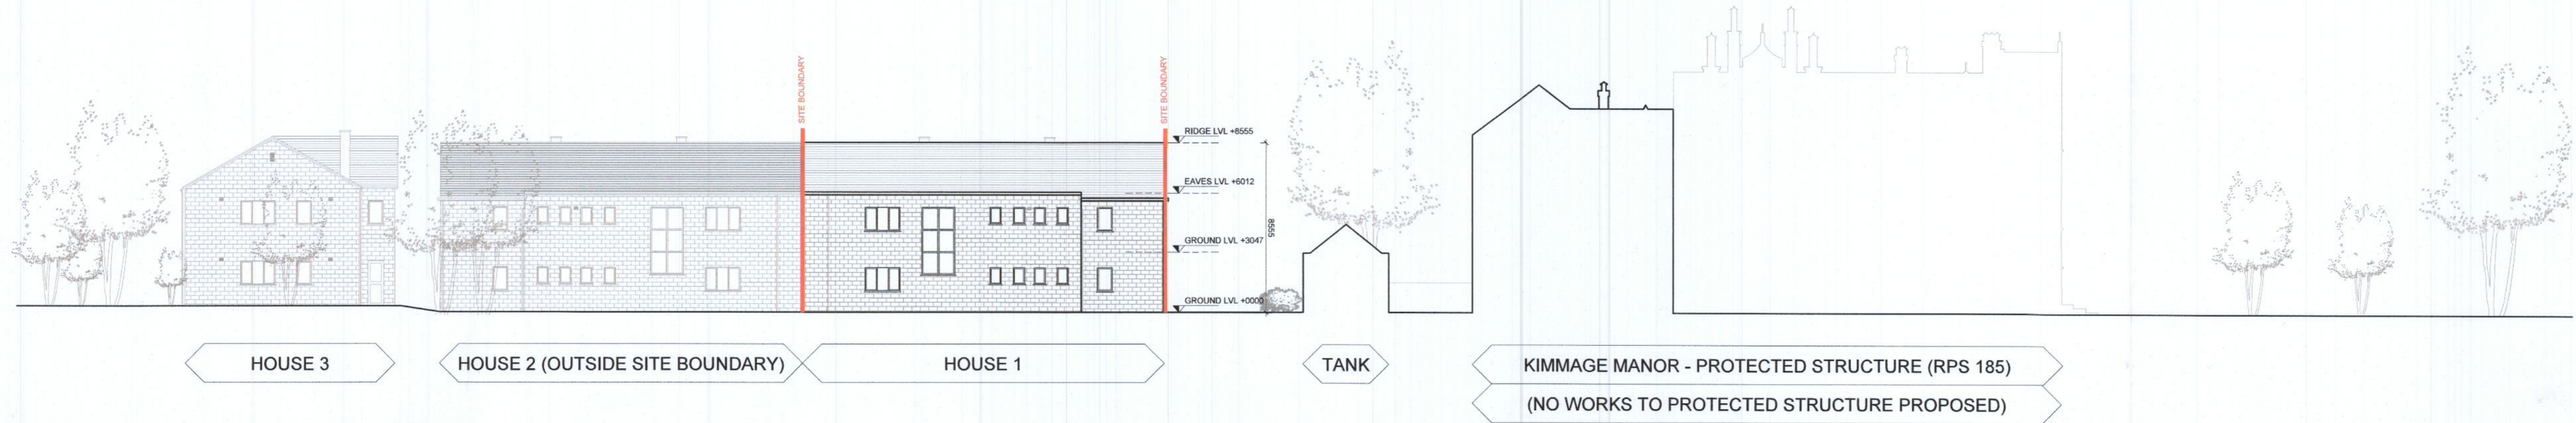 SITE BOUNDARY
SITE BOUNDARY
RIDGE LVL +8555
EAVES LVL +6012
8555
GROUND LVL +3047
GROUND LVL +0000
HOUSE 3
HOUSE 2 (OUTSIDE SITE BOUNDARY)
HOUSE 1
TANK
KIMMAGE MANOR - PROTECTED STRUCTURE (RPS 185)
(NO WORKS TO PROTECTED STRUCTURE PROPOSED)